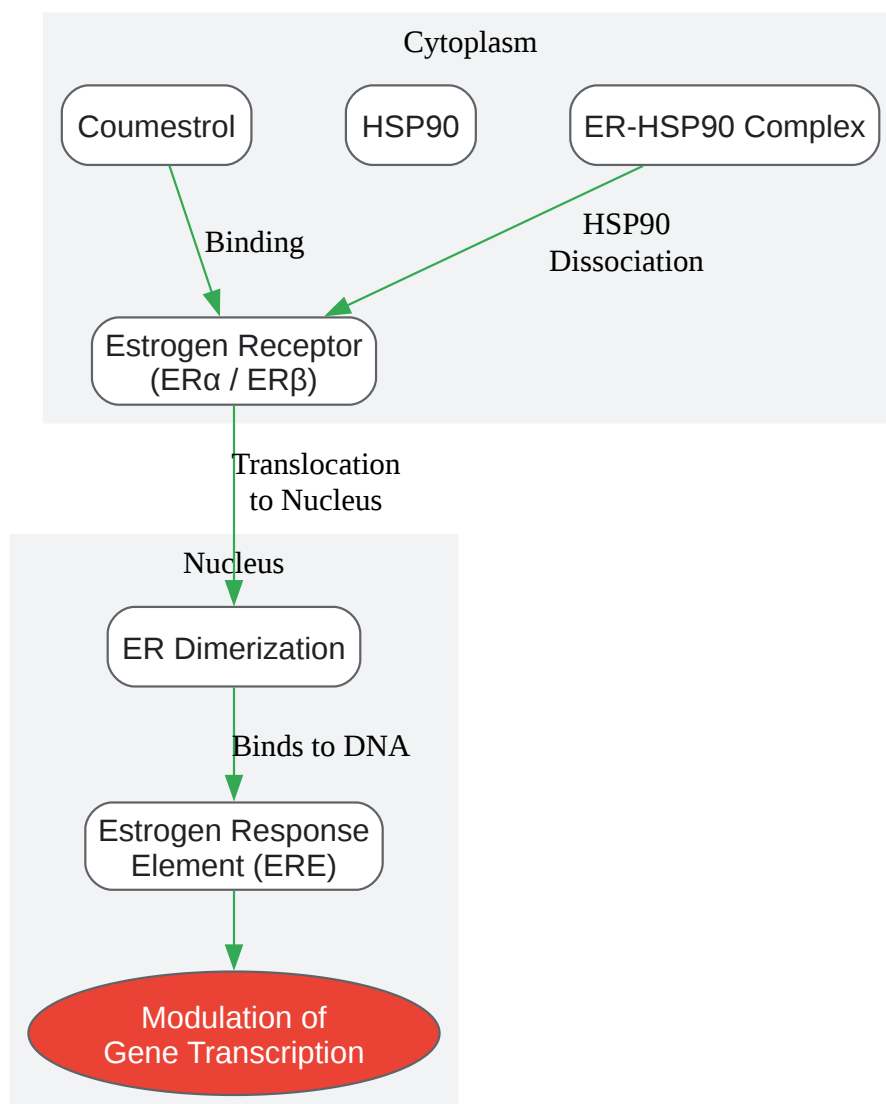 Cytoplasm
Coumestrol
HSP90
ER-HSP90 Complex
Binding
HSP90
Dissociation
Estrogen Receptor
(ERα / ERβ)
Translocation
to Nucleus
Nucleus
ER Dimerization
Binds to DNA
Estrogen Response
Element (ERE)
Modulation of
Gene Transcription